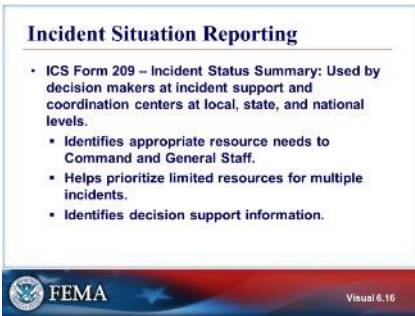 Incident Situation Reporting
• ICS Form 209 – Incident Status Summary: Used by
decision makers at incident support and
coordination centers at local, state, and national
levels.
▪ Identifies appropriate resource needs to
Command and General Staff.
▪ Helps prioritize limited resources for multiple
incidents.
▪ Identifies decision support information.
FEMA
Visual 6.16